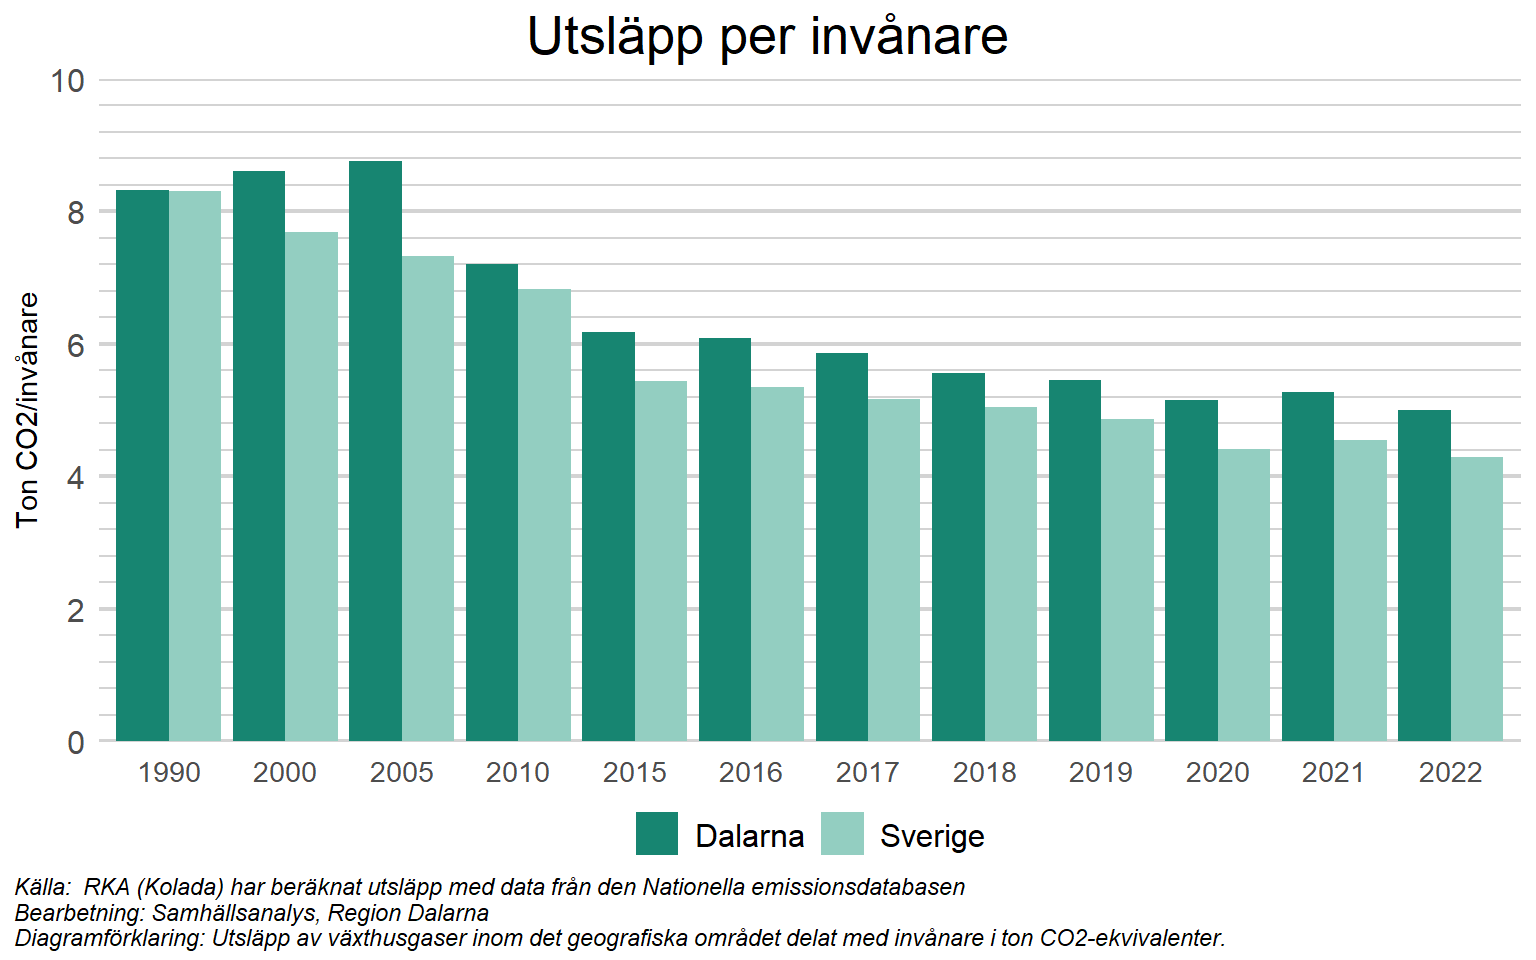 Utsläpp per invånare
10
8
6
4
2
0
Ton CO2/invånare
1990 2000 2005 2010 2015 2016 2017 2018 2019 2020 2021 2022
Dalarna Sverige
Källa:  RKA (Kolada) har beräknat utsläpp med data från den Nationella emissionsdatabasen
Bearbetning: Samhällsanalys, Region Dalarna
Diagramförklaring: Utsläpp av växthusgaser inom det geografiska området delat med invånare i ton CO2-ekvivalenter.